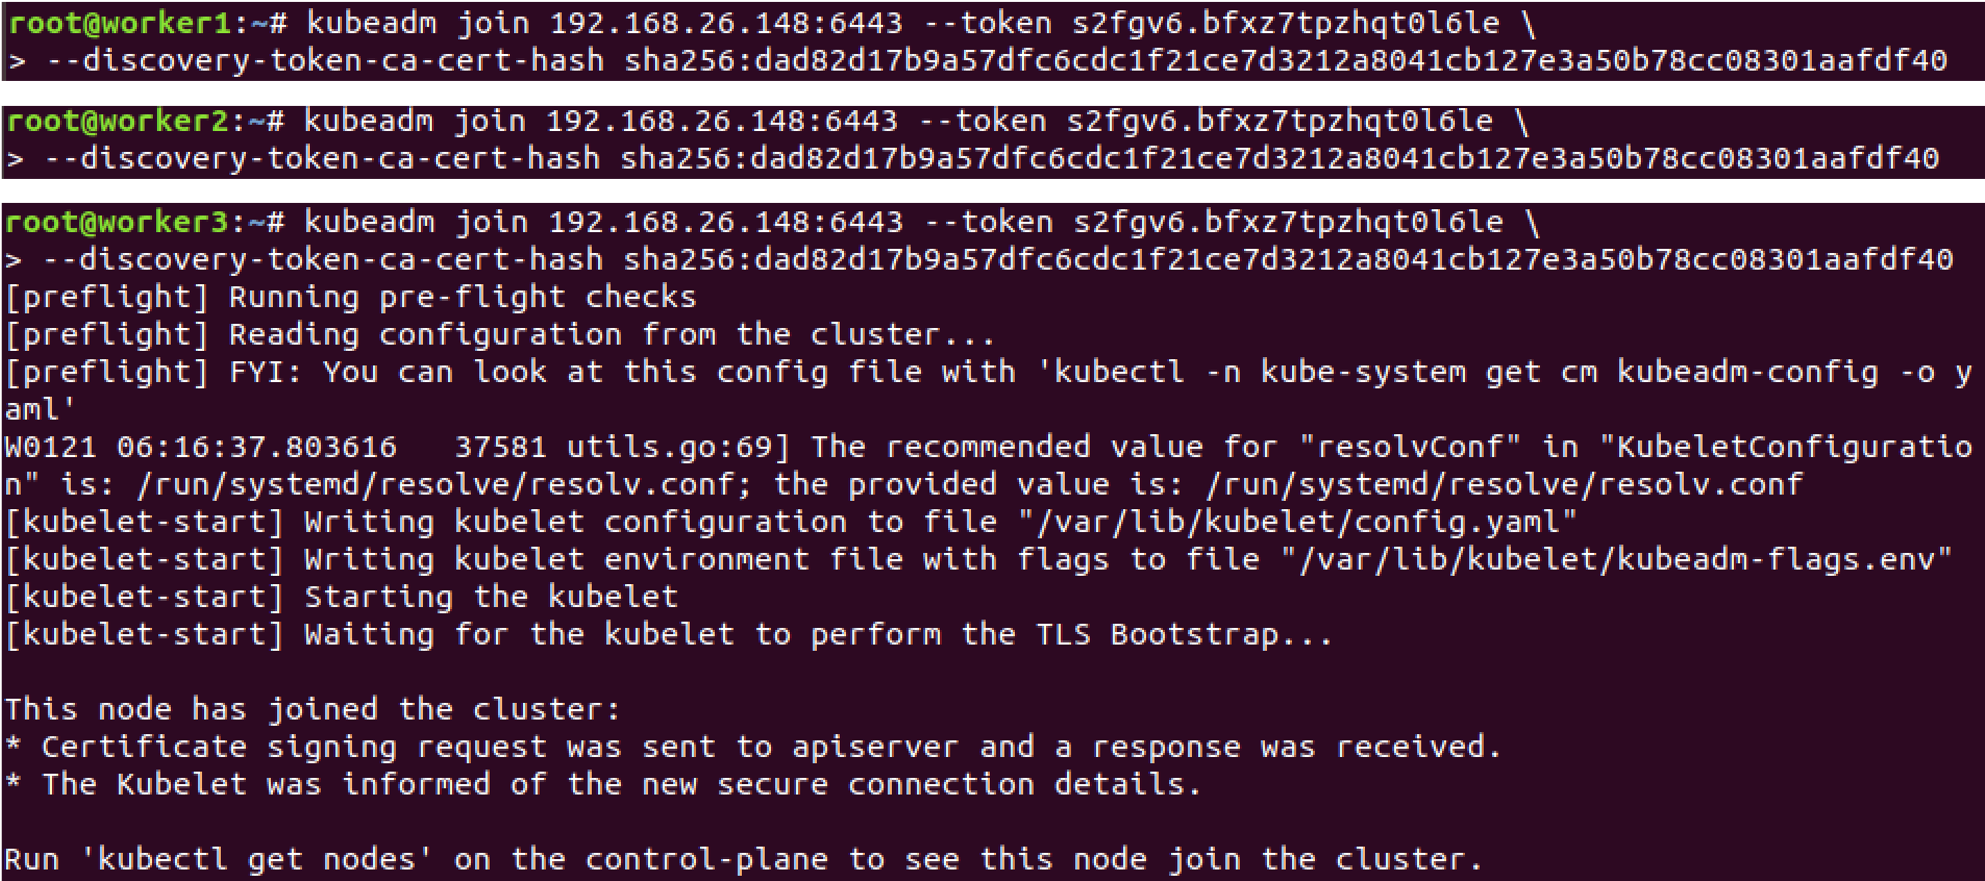 root@worker1:~# kubeadm join 192.168.26.148:6443 --token s2fgv6.bfxz7tpzhqt0l6le \
> --discovery-token-ca-cert-hash sha256:dad82d17b9a57dfc6cdc1f21ce7d3212a8041cb127e3a50b78cc08301aafdf40
root@worker2:~# kubeadm join 192.168.26.148:6443 --token s2fgv6.bfxz7tpzhqt0l6le \
> --discovery-token-ca-cert-hash sha256:dad82d17b9a57dfc6cdc1f21ce7d3212a8041cb127e3a50b78cc08301aafdf40
root@worker3:~# kubeadm join 192.168.26.148:6443 --token s2fgv6.bfxz7tpzhqt0l6le \
> --discovery-token-ca-cert-hash sha256:dad82d17b9a57dfc6cdc1f21ce7d3212a8041cb127e3a50b78cc08301aafdf40
[preflight] Running pre-flight checks
[preflight] Reading configuration from the cluster...
[preflight] FYI: You can look at this config file with 'kubectl -n kube-system get cm kubeadm-config -o y
aml'
W0121 06:16:37.803616   37581 utils.go:69] The recommended value for "resolvConf" in "KubeletConfiguratio
n" is: /run/systemd/resolve/resolv.conf; the provided value is: /run/systemd/resolve/resolv.conf
[kubelet-start] Writing kubelet configuration to file "/var/lib/kubelet/config.yaml"
[kubelet-start] Writing kubelet environment file with flags to file "/var/lib/kubelet/kubeadm-flags.env"
[kubelet-start] Starting the kubelet
[kubelet-start] Waiting for the kubelet to perform the TLS Bootstrap...
This node has joined the cluster:
* Certificate signing request was sent to apiserver and a response was received.
* The Kubelet was informed of the new secure connection details.
Run 'kubectl get nodes' on the control-plane to see this node join the cluster.